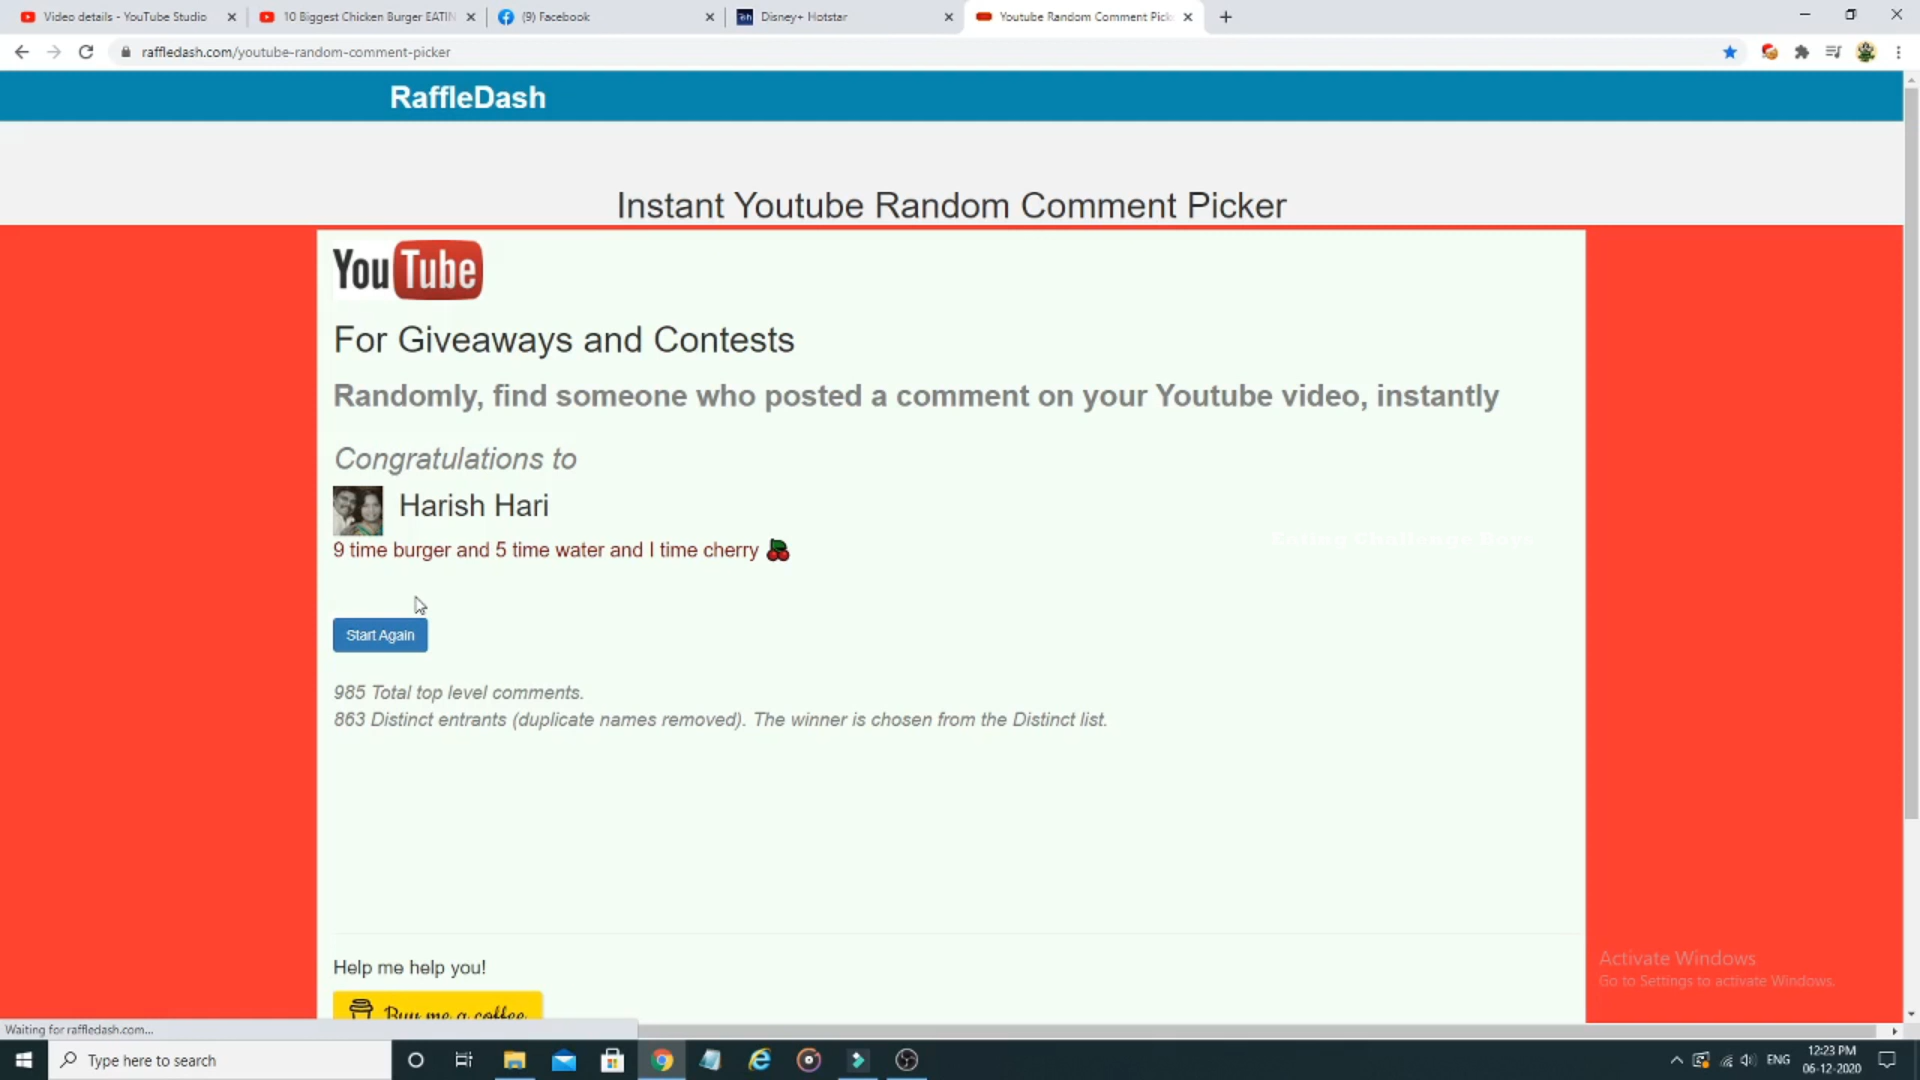 Video details - YouTube Studio
10 Biggest Chicken Burger EATIN
(9) Facebook
Disney+ Hotstar
Youtube Random Comment Pick
raffledash.com/youtube-random-comment-picker
RaffleDash
Instant Youtube Random Comment Picker
YouTube
For Giveaways and Contests
Randomly, find someone who posted a comment on your Youtube video, instantly
Congratulations to
Harish Hari
9 time burger and 5 time water and I time cherry 🍒
Eating Challenge Boys
Start Again
985 Total top level comments.
863 Distinct entrants (duplicate names removed). The winner is chosen from the Distinct list.
Help me help you!
Buy me a coffee
Activate Windows
Go to Settings to activate Windows.
Waiting for raffledash.com...
Type here to search
ENG
12:23 PM
06-12-2020